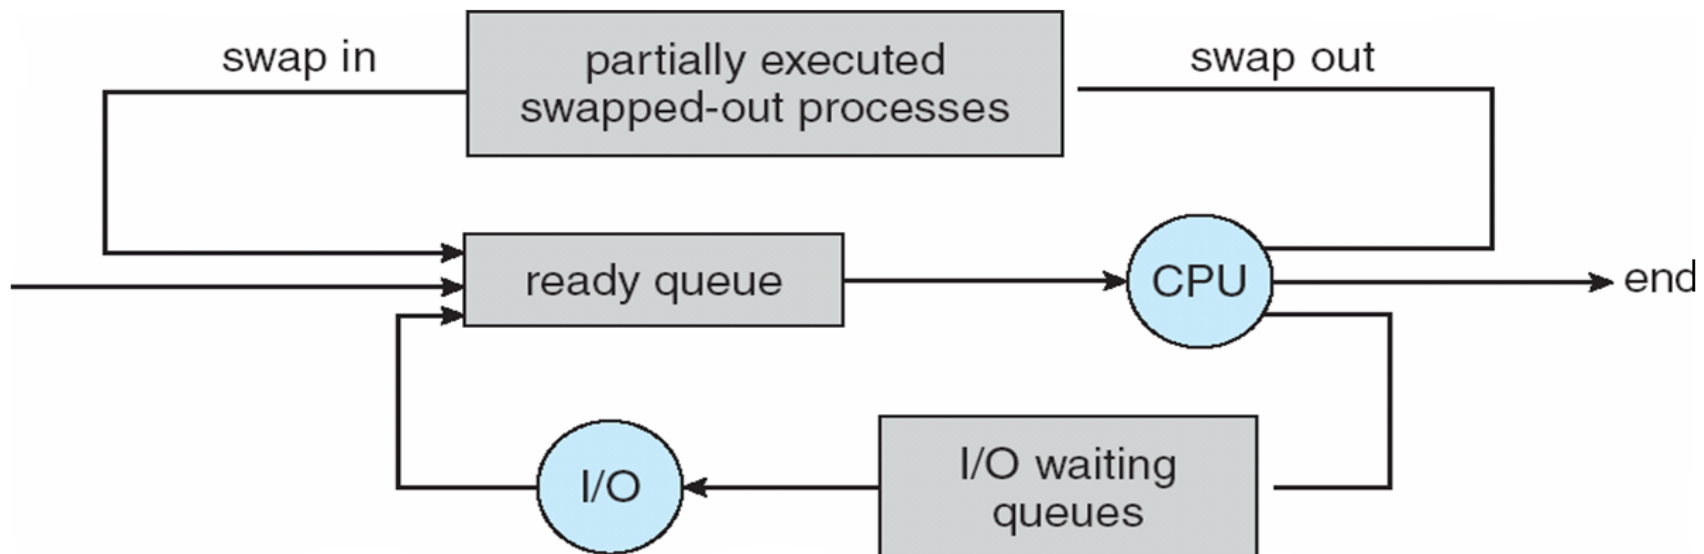 swap in
partially executed
swapped-out processes
swap out
ready queue
CPU
end
I/O
I/O waiting
queues